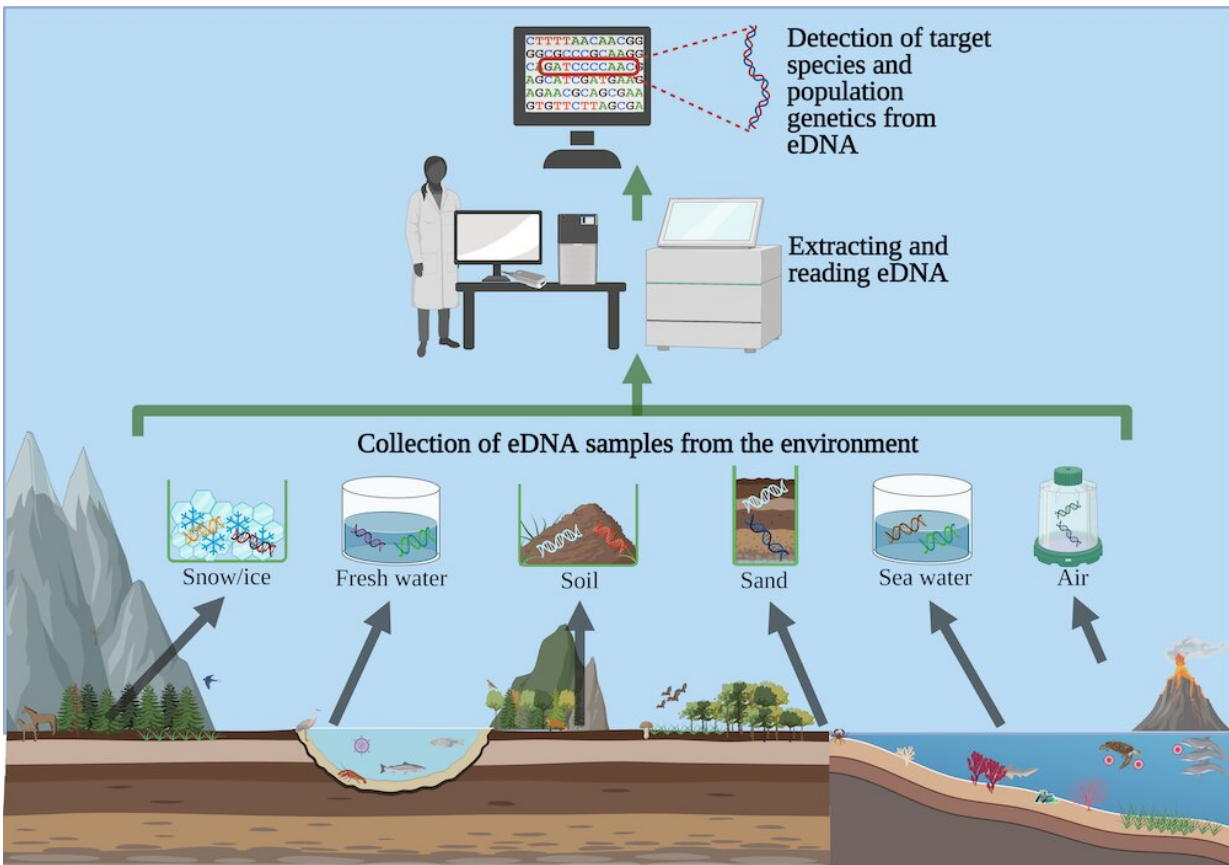 CTTTTAACAACGG
GGCGCCCGCAAGG
CAGATCCCCAACG
AGCATCGATGAAG
AGAACGCAGCGAA
GTGTTCTTAGCGA
Detection of target
species and
population
genetics from
eDNA
Extracting and
reading eDNA
Collection of eDNA samples from the environment
Snow/ice
Fresh water
Soil
Sand
Sea water
Air